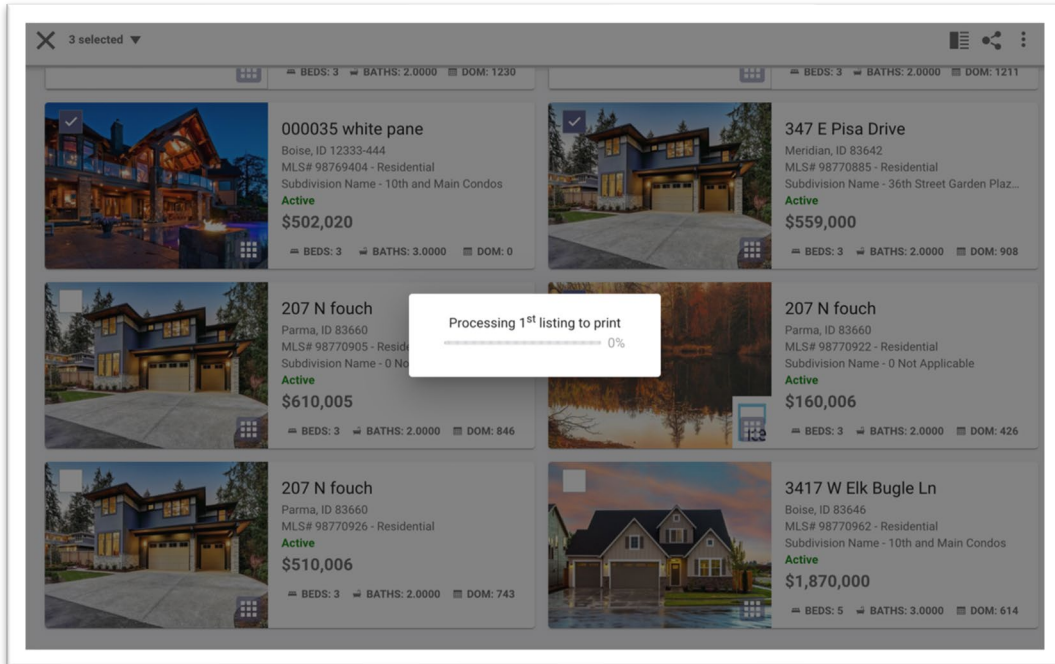 3 selected
BEDS: 3 BATHS: 2.0000 DOM: 1230
BEDS: 3 BATHS: 2.0000 DOM: 1211
000035 white pane
Boise, ID 12333-444
MLS# 98769404 - Residential
Subdivision Name - 10th and Main Condos
Active
$502,020
BEDS: 3 BATHS: 3.0000 DOM: 0
347 E Pisa Drive
Meridian, ID 83642
MLS# 98770885 - Residential
Subdivision Name - 36th Street Garden Plaz...
Active
$559,000
BEDS: 3 BATHS: 2.0000 DOM: 908
207 N fouch
Parma, ID 83660
MLS# 98770905 - Reside
Subdivision Name - 0 No
Active
$610,005
BEDS: 3 BATHS: 2.0000 DOM: 846
Processing 1st listing to print
0%
207 N fouch
Parma, ID 83660
MLS# 98770922 - Residential
Subdivision Name - 0 Not Applicable
Active
$160,006
BEDS: 3 BATHS: 2.0000 DOM: 426
207 N fouch
Parma, ID 83660
MLS# 98770926 - Residential
Active
$510,006
BEDS: 3 BATHS: 2.0000 DOM: 743
3417 W Elk Bugle Ln
Boise, ID 83646
MLS# 98770962 - Residential
Subdivision Name - 10th and Main Condos
Active
$1,870,000
BEDS: 5 BATHS: 3.0000 DOM: 614